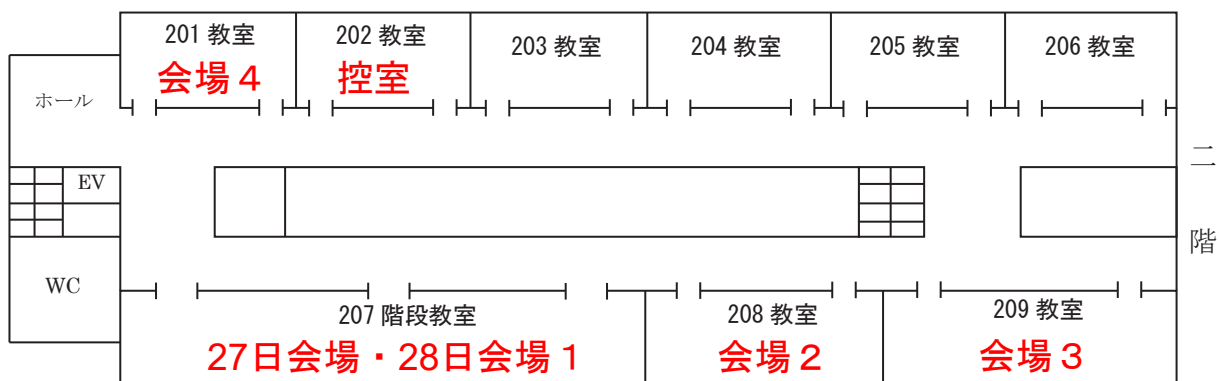 201 教室
会場４
202 教室
控室
203 教室
204 教室
205 教室
206 教室
ホール
EV
WC
二階
207 階段教室
27日会場・28日会場１
208 教室
会場２
209 教室
会場３